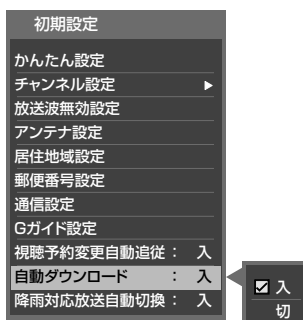 初期設定
かんたん設定
チャンネル設定 ▶
放送波無効設定
アンテナ設定
居住地域設定
郵便番号設定
通信設定
Gガイド設定
視聴予約変更自動追従： 入
自動ダウンロード ： 入
降雨対応放送自動切換： 入
入
切